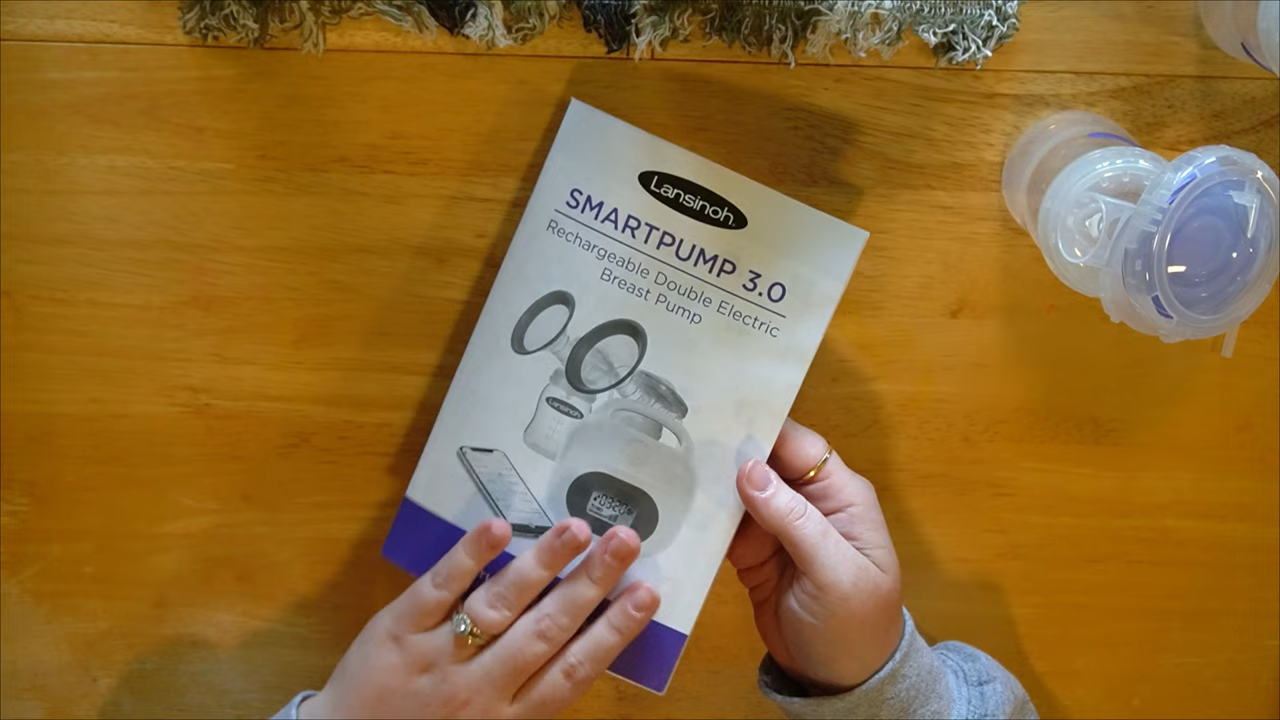 Lansinoh
SMARTPUMP 3.0
Rechargeable Double Electric
Breast Pump
Lansinoh